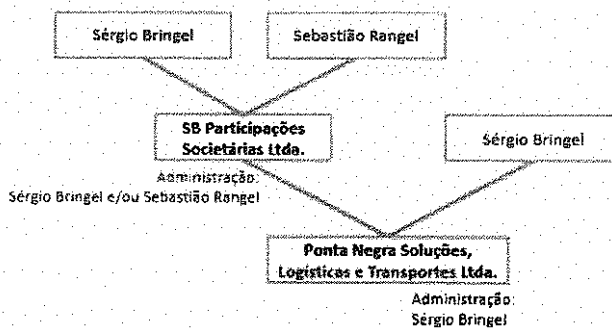 Sérgio Bringel
Sebastião Rangel
SB Participações
Societárias Ltda.
Sérgio Bringel
Administração:
Sérgio Bringel e/ou Sebastião Rangel
Ponta Negra Soluções,
Logísticas e Transportes Ltda.
Administração:
Sérgio Bringel